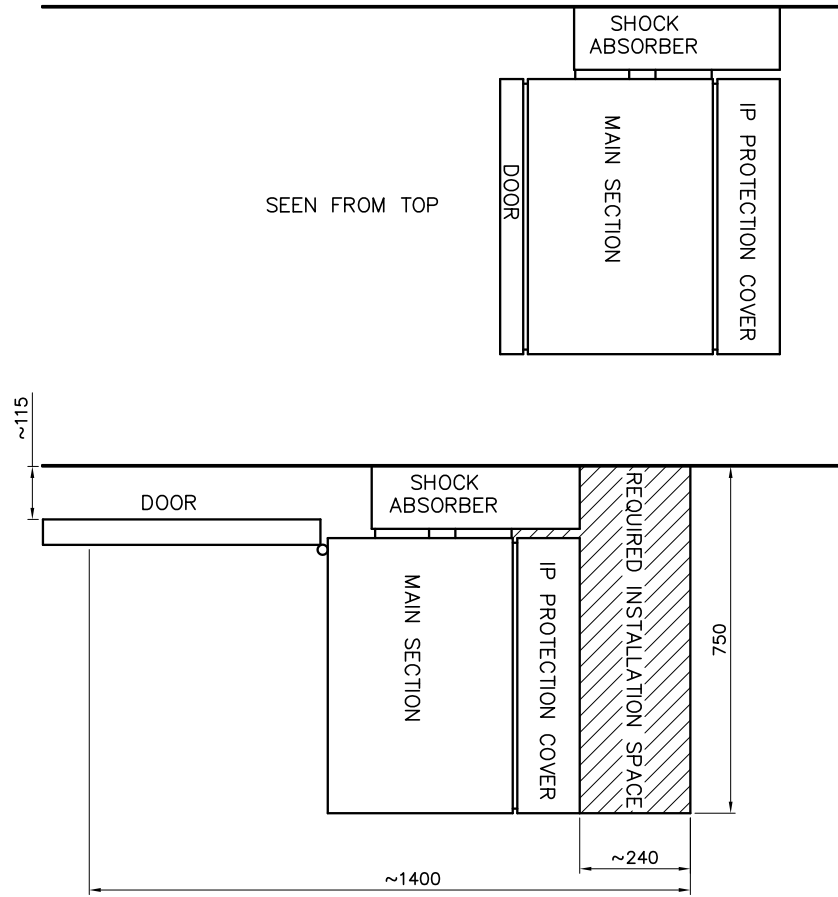 SHOCK
ABSORBER
DOOR
MAIN SECTION
IP PROTECTION COVER
SEEN FROM TOP
~115
DOOR
SHOCK
ABSORBER
MAIN SECTION
IP PROTECTION COVER
REQUIRED INSTALLATION SPACE
750
~240
~1400